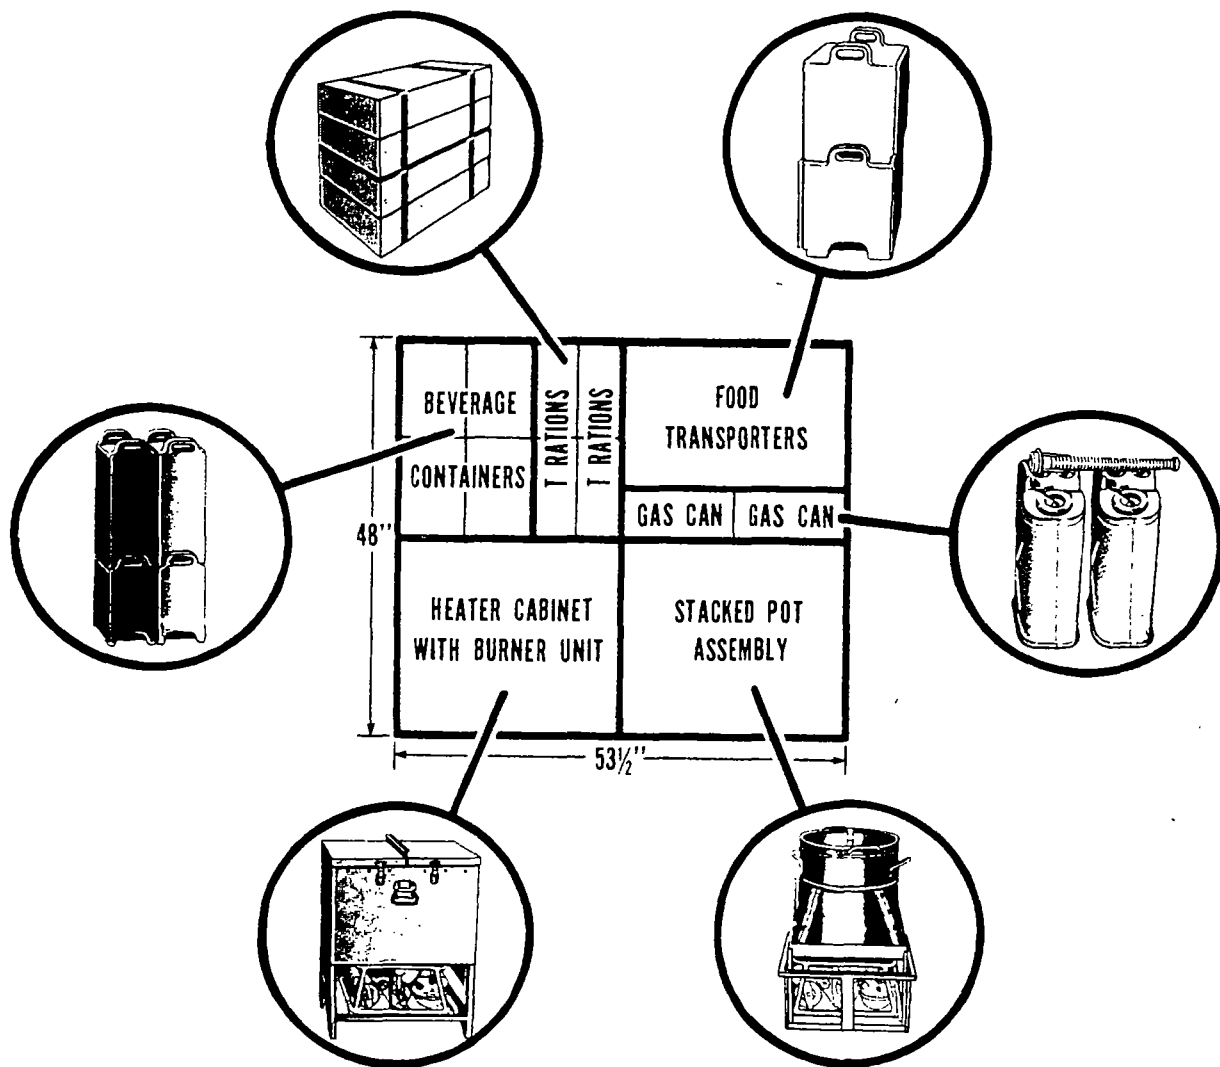 BEVERAGE
CONTAINERS
T RATIONS
T RATIONS
FOOD
TRANSPORTERS
GAS CAN
GAS CAN
48''
HEATER CABINET
WITH BURNER UNIT
STACKED POT
ASSEMBLY
53½''